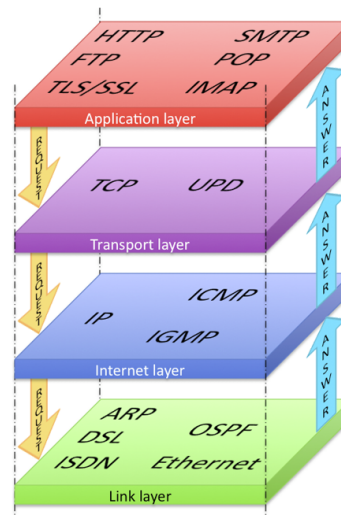 HTTP SMTP
FTP POP
TLS/SSL IMAP
Application layer
REQUEST
ANSWER
TCP UPD
Transport layer
REQUEST
ANSWER
ICMP
IP
IGMP
Internet layer
REQUEST
ANSWER
ARP
DSL OSPF
ISDN Ethernet
Link layer